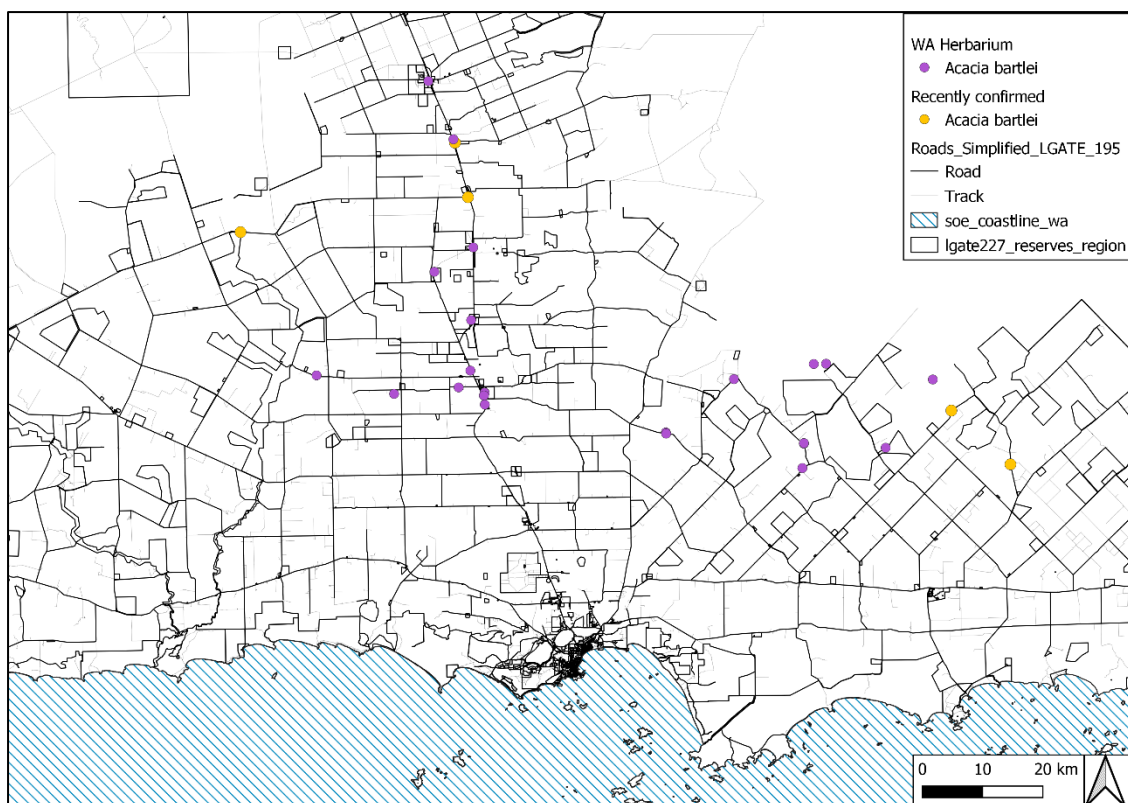 WA Herbarium
Acacia bartlei
Recently confirmed
Acacia bartlei
Roads_Simplified_LGATE_195
Road
Track
soe_coastline_wa
lgate227_reserves_region
0 10 20 km